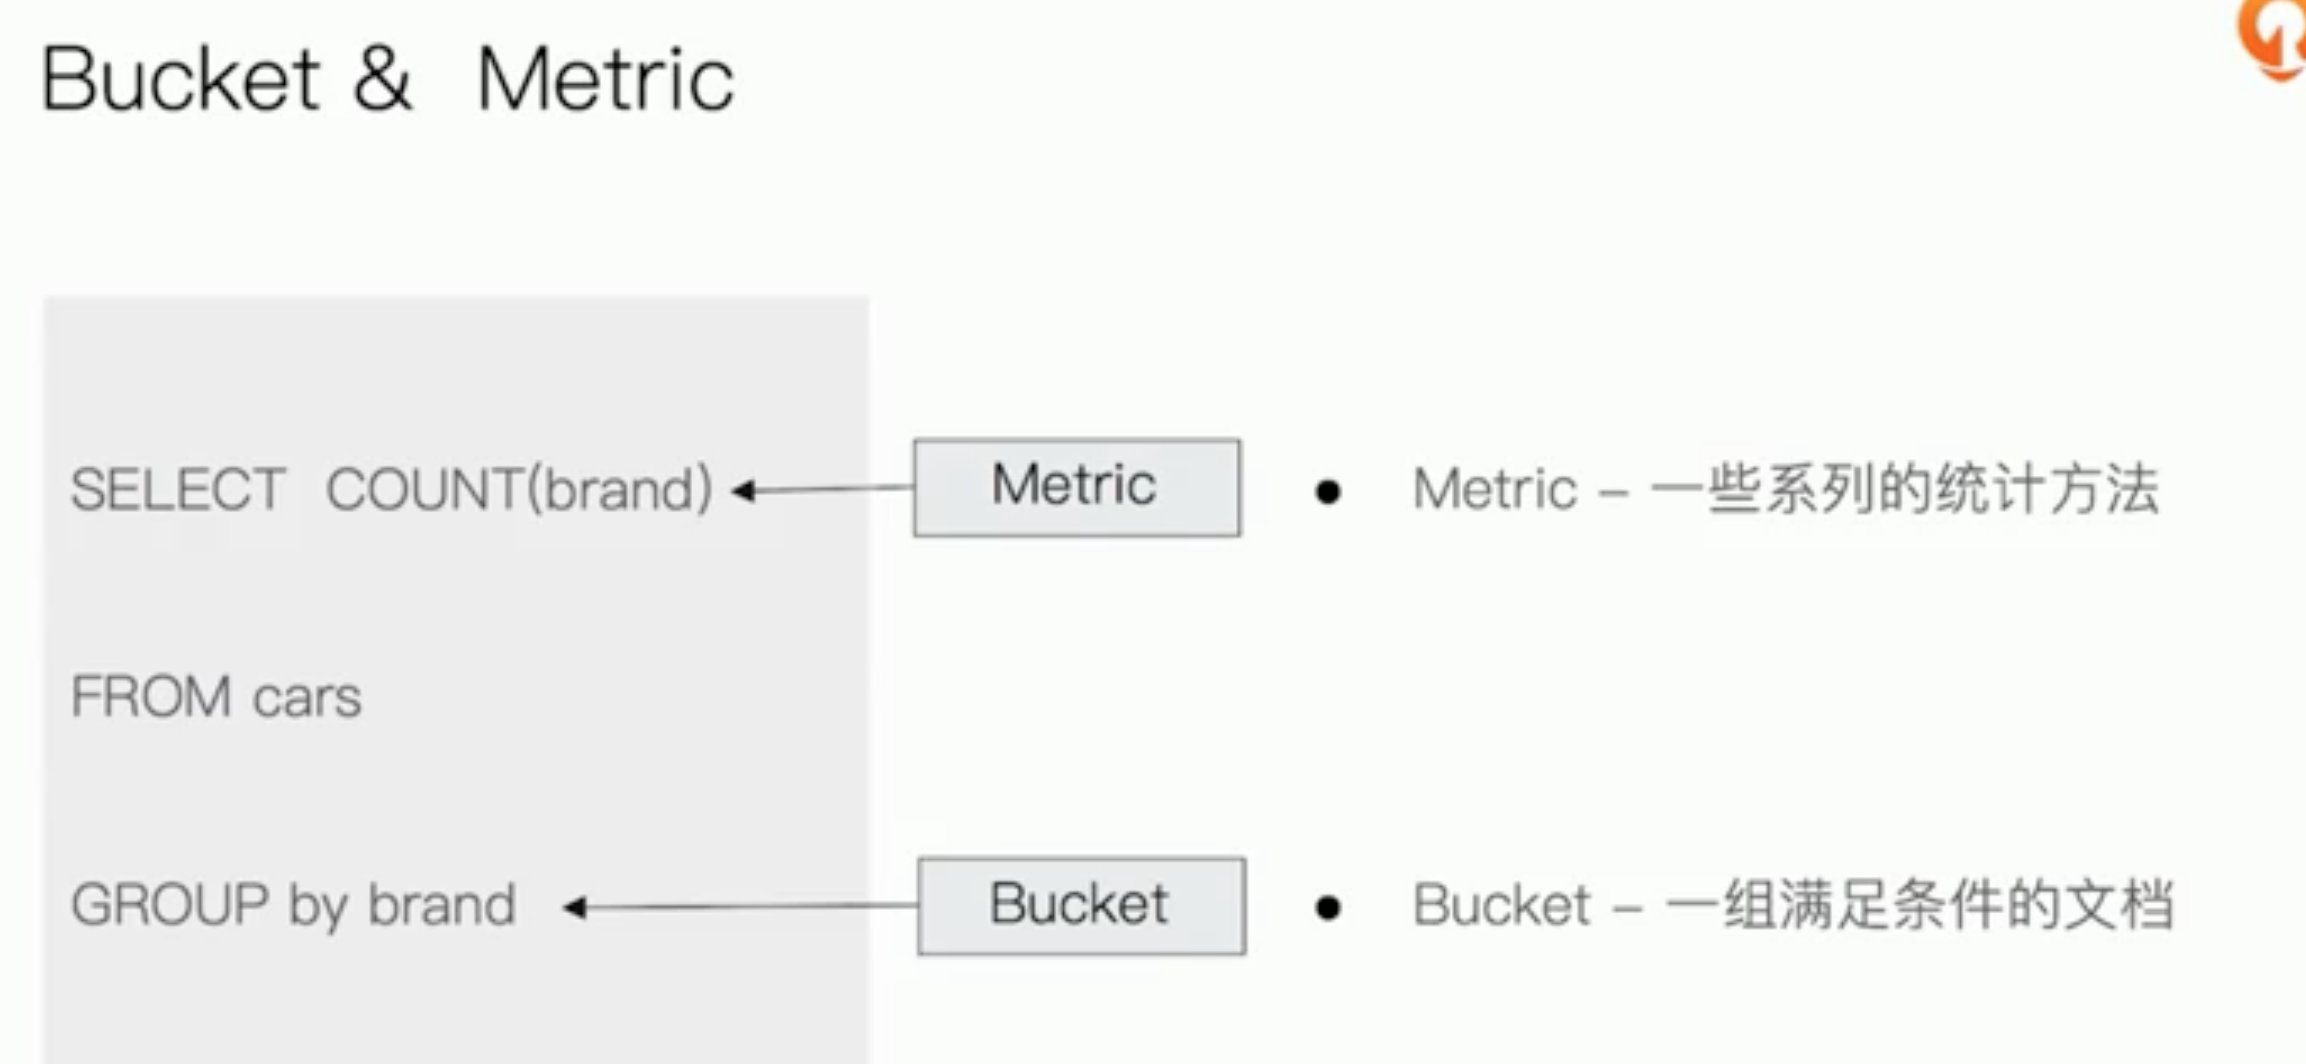 Bucket & Metric
SELECT COUNT(brand)
Metric
Metric – 一些系列的统计方法
FROM cars
GROUP by brand
Bucket
Bucket – 一组满足条件的文档